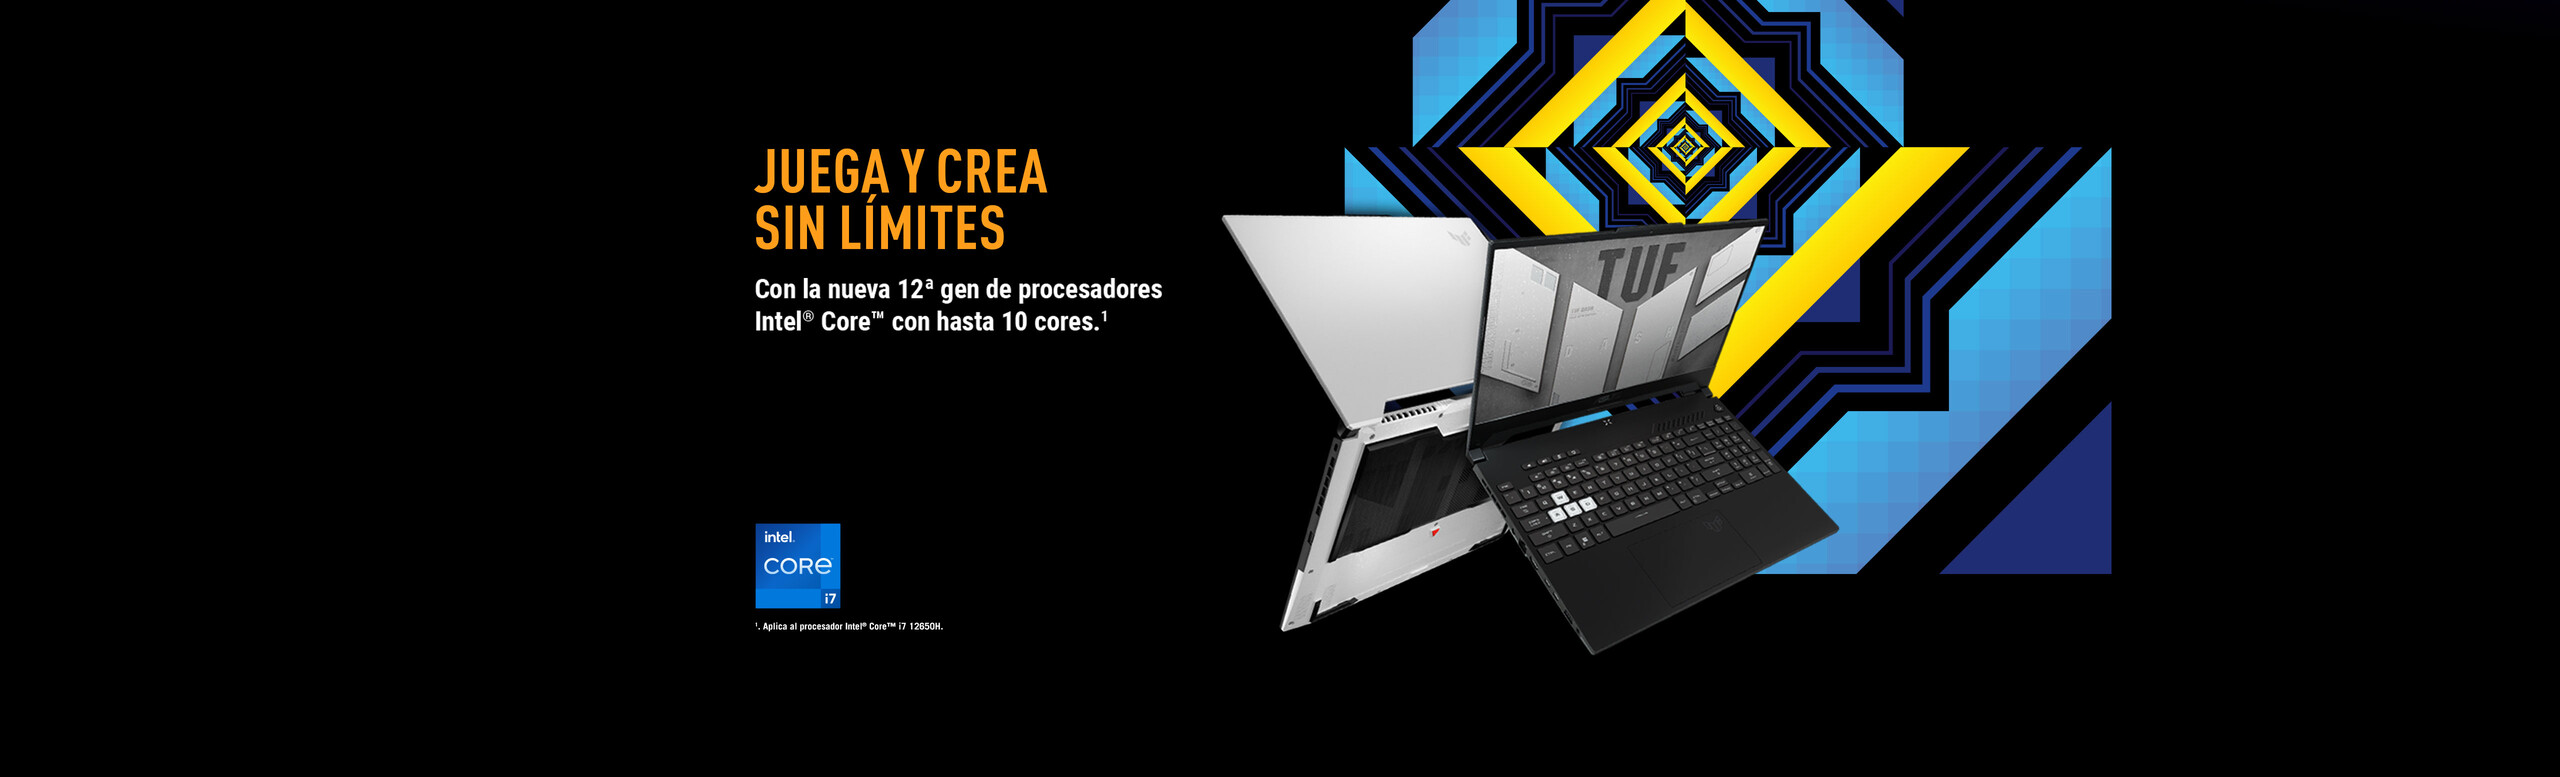 JUEGA Y CREA
SIN LÍMITES
Con la nueva 12ª gen de procesadores
Intel® Core™ con hasta 10 cores.¹
TUF
D A S H
intel.
CORE
i7
¹. Aplica al procesador Intel® Core™ i7 12650H.